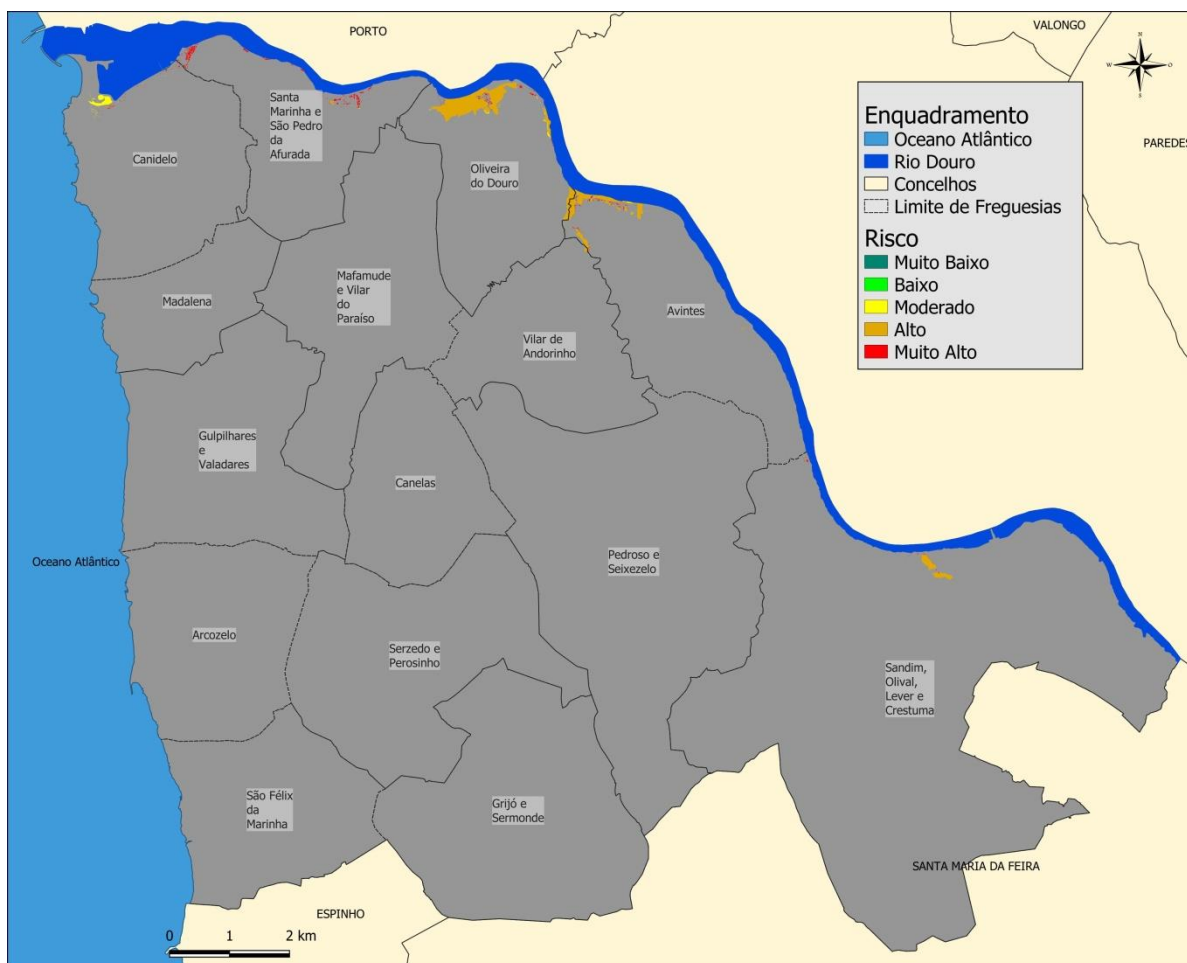 PORTO
VALONGO
N
W
O
S
PAREDES
Enquadramento
Oceano Atlântico
Rio Douro
Concelhos
Limite de Freguesias
Risco
Muito Baixo
Baixo
Moderado
Alto
Muito Alto
Santa
Marinha e
São Pedro
da
Afurada
Canidelo
Oliveira
do Douro
Mafamude
e Vilar
do
Paraíso
Madalena
Avintes
Vilar de
Andorinho
Gulpilhares
e
Valadares
Canelas
Oceano Atlântico
Pedroso e
Seixezelo
Arcozelo
Serzedo e
Perosinho
Sandim,
Olival,
Lever e
Crestuma
São Félix
da
Marinha
Grijó e
Sermonde
SANTA MARIA DA FEIRA
ESPINHO
0 1 2 km